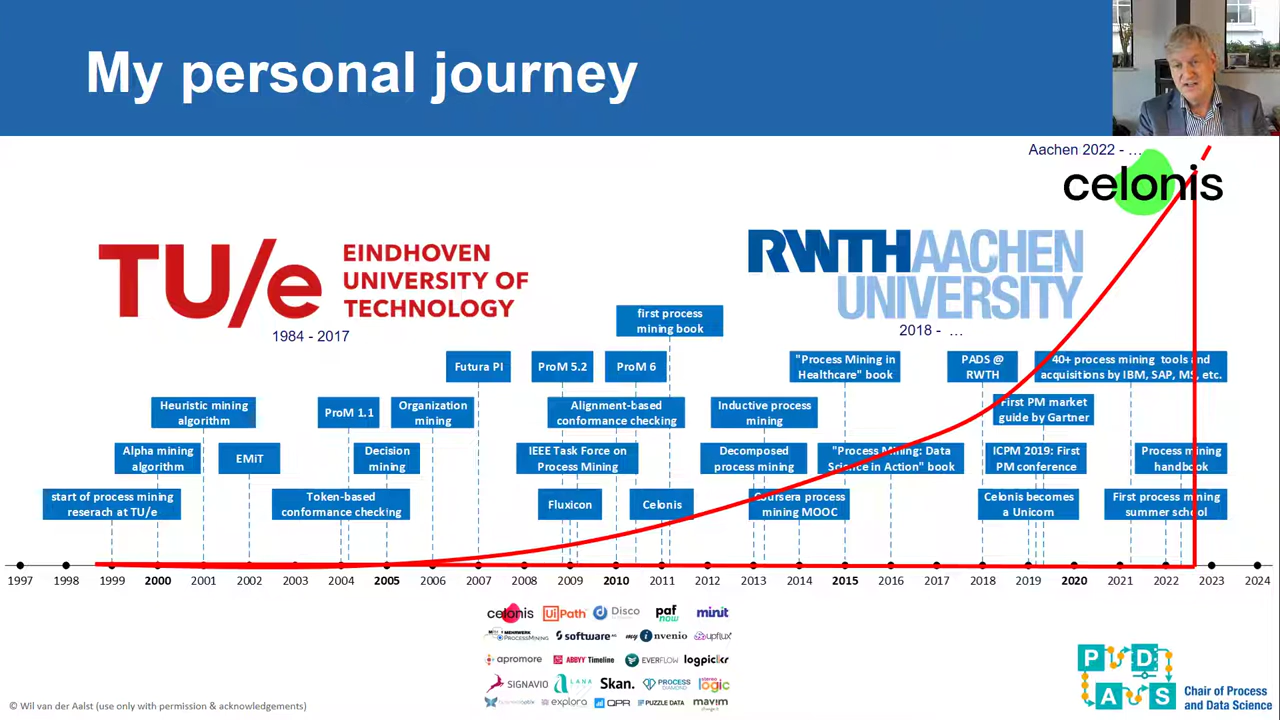 My personal journey
Aachen 2022 - ...
celonis
TU/e
EINDHOVEN
UNIVERSITY OF
TECHNOLOGY
1984 - 2017
RWTHAACHEN
UNIVERSITY
2018 - ...
first process
mining book
Futura PI
ProM 5.2
ProM 6
"Process Mining in
Healthcare" book
PADS @
RWTH
40+ process mining tools and
acquisitions by IBM, SAP, MS, etc.
Heuristic mining
algorithm
ProM 1.1
Organization
mining
Alignment-based
conformance checking
Inductive process
mining
First PM market
guide by Gartner
Alpha mining
algorithm
EMiT
Decision
mining
IEEE Task Force on
Process Mining
Decomposed
process mining
"Process Mining: Data
Science in Action" book
ICPM 2019: First
PM conference
Process mining
handbook
start of process mining
reserach at TU/e
Token-based
conformance checking
Fluxicon
Celonis
Coursera process
mining MOOC
Celonis becomes
a Unicorn
First process mining
summer school
1997 1998 1999 2000 2001 2002 2003 2004 2005 2006 2007 2008 2009 2010 2011 2012 2013 2014 2015 2016 2017 2018 2019 2020 2021 2022 2023 2024
celonis UiPath Disco paf now minit
MEHRWERK PROCESSMINING software AG my invenio upflux
apromore ABBYY Timeline EVERFLOW logpickr
SIGNAVIO LANA Skan. PROCESS DIAMOND stereo logic
explora QPR PUZZLE DATA mavim
P D
A S
Chair of Process
and Data Science
© Wil van der Aalst (use only with permission & acknowledgements)